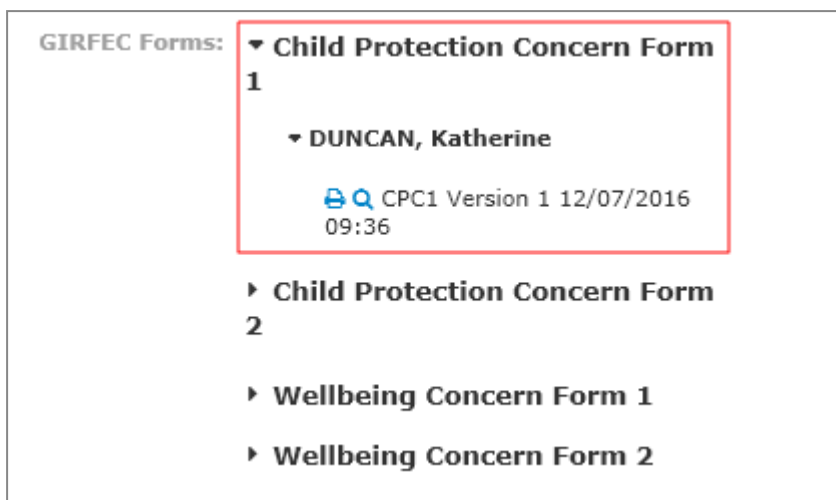 GIRFEC Forms: Child Protection Concern Form
1
DUNCAN, Katherine
CPC1 Version 1 12/07/2016
09:36
Child Protection Concern Form
2
Wellbeing Concern Form 1
Wellbeing Concern Form 2